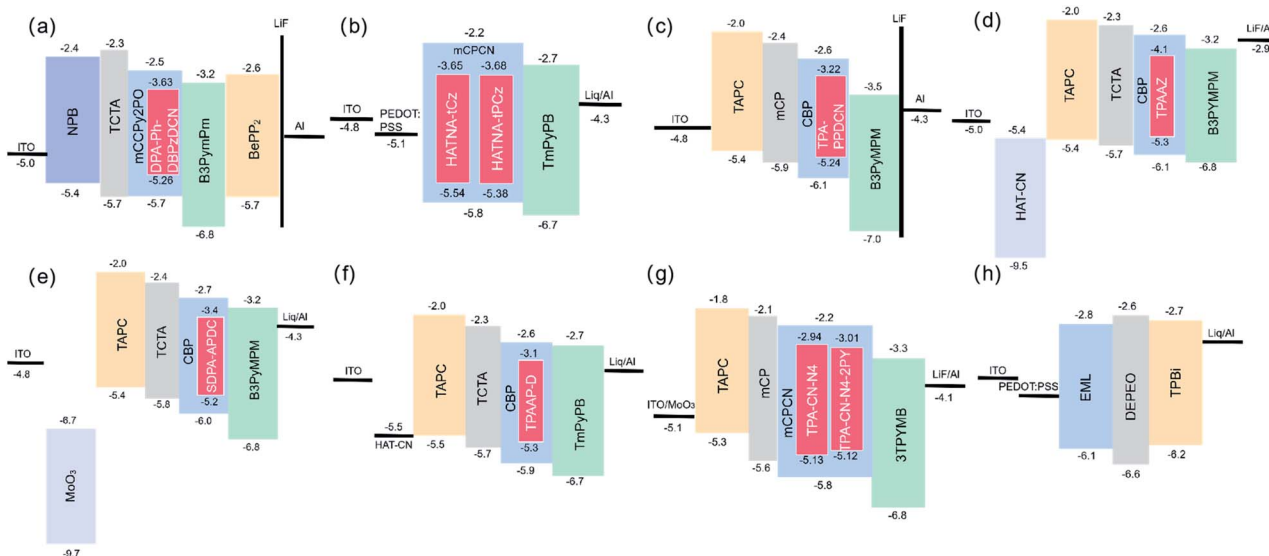 (a)
LiF
-2.4
-2.3
-2.5
-3.63
-3.2
-2.6
NPB
TCTA
mCCPy2PO
DPA-Ph-
DBPzDCN
B3PymPm
BePP2
Al
ITO
-5.0
-5.26
-5.4
-5.7
-5.7
-6.8
-5.7
(b)
-2.2
mCPCN
-3.65
-3.68
-2.7
ITO
-4.8
PEDOT:
PSS
-5.1
HATNA-tCz
HATNA-tPCz
TmPyPB
Liq/Al
-4.3
-5.54
-5.38
-5.8
-6.7
(c)
LiF
-2.0
-2.4
-2.6
-3.22
-3.5
TAPC
mCP
CBP
TPA-
PPDCN
B3PyMPM
Al
-4.3
ITO
-4.8
-5.24
-5.4
-5.9
-6.1
-7.0
(d)
-2.0
-2.3
-2.6
-4.1
-3.2
LiF/Al
-2.9
TAPC
TCTA
CBP
TPAAZ
B3PYMPM
ITO
-5.0
-5.4
HAT-CN
-5.3
-5.4
-5.7
-6.1
-6.8
-9.5
(e)
-2.0
-2.4
-2.7
-3.4
-3.2
TAPC
TCTA
CBP
SDPA-APDC
B3PyMPM
Liq/Al
-4.3
ITO
-4.8
-5.2
-5.4
-5.8
-6.0
-6.8
-6.7
MoO3
-9.7
(f)
-2.0
-2.3
-2.6
-3.1
-2.7
ITO
TAPC
TCTA
CBP
TPAAP-D
TmPyPB
Liq/Al
-5.5
HAT-CN
-5.3
-5.5
-5.7
-5.9
-6.7
(g)
-1.8
-2.1
-2.2
-2.94
-3.01
-3.3
TAPC
mCP
mCPCN
TPA-CN-N4
TPA-CN-N4-2PY
3TPYMB
LiF/Al
-4.1
ITO/MoO3
-5.1
-5.13
-5.12
-5.3
-5.6
-5.8
-6.8
(h)
-2.8
-2.6
-2.7
ITO
PEDOT:PSS
EML
DEPEO
TPBi
Liq/Al
-6.1
-6.6
-6.2